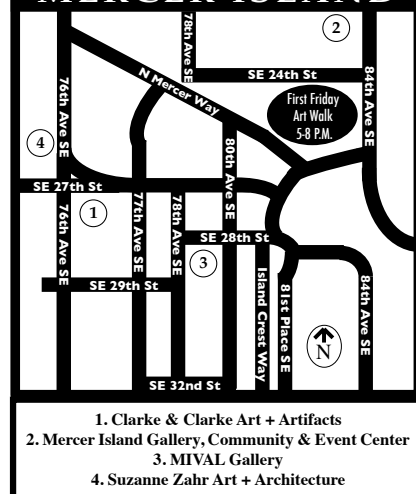 MERCER ISLAND
2
78th Ave SE
SE 24th St
N Mercer Way
First Friday
Art Walk
5-8 P.M.
84th Ave SE
76th Ave SE
4
80th Ave SE
SE 27th St
1
76th Ave SE
77th Ave SE
78th Ave SE
SE 28th St
3
SE 29th St
Island Crest Way
81st Place SE
84th Ave SE
N
SE 32nd St
1. Clarke & Clarke Art + Artifacts
2. Mercer Island Gallery, Community & Event Center
3. MIVAL Gallery
4. Suzanne Zahr Art + Architecture